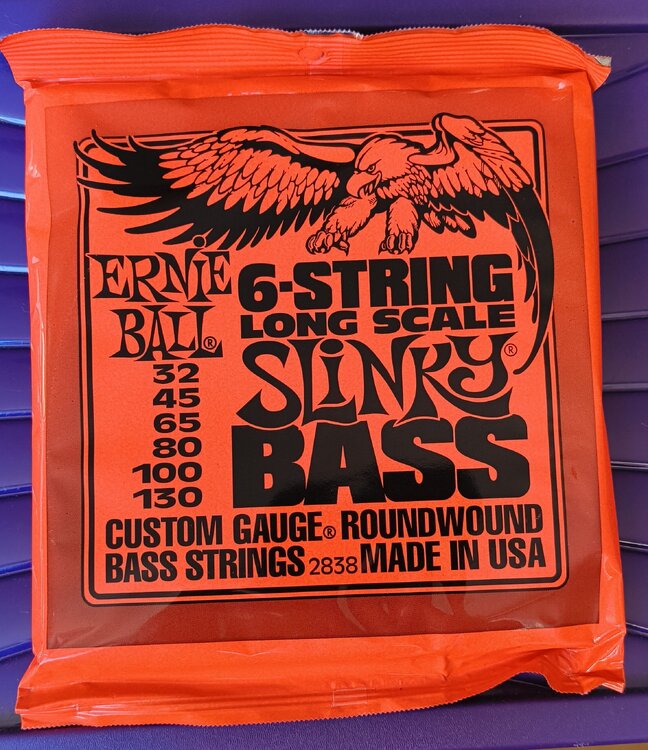 ERNIE
BALL®
32
45
65
80
100
130
6-STRING
LONG SCALE
SLINKY®
BASS
CUSTOM GAUGE® ROUNDWOUND
BASS STRINGS 2838 MADE IN USA